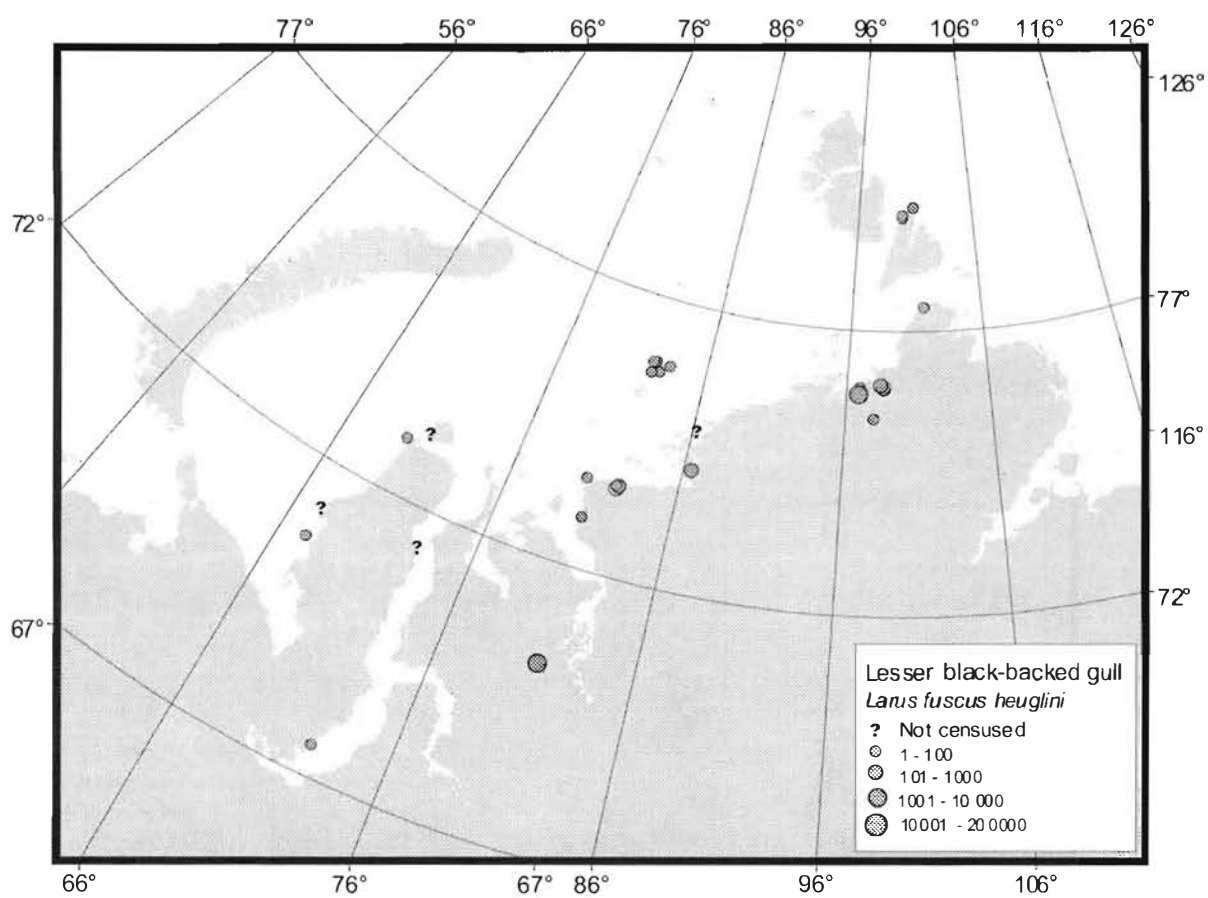 77° 56° 66° 76° 86° 96° 106° 116° 126°
126°
72°
77°
?
?
116°
?
?
72°
67°
Lesser black-backed gull
Larus fuscus heuglini
? Not censused
1 - 100
101 - 1000
1001 - 10 000
10001 - 200000
66° 76° 67° 86° 96° 106°